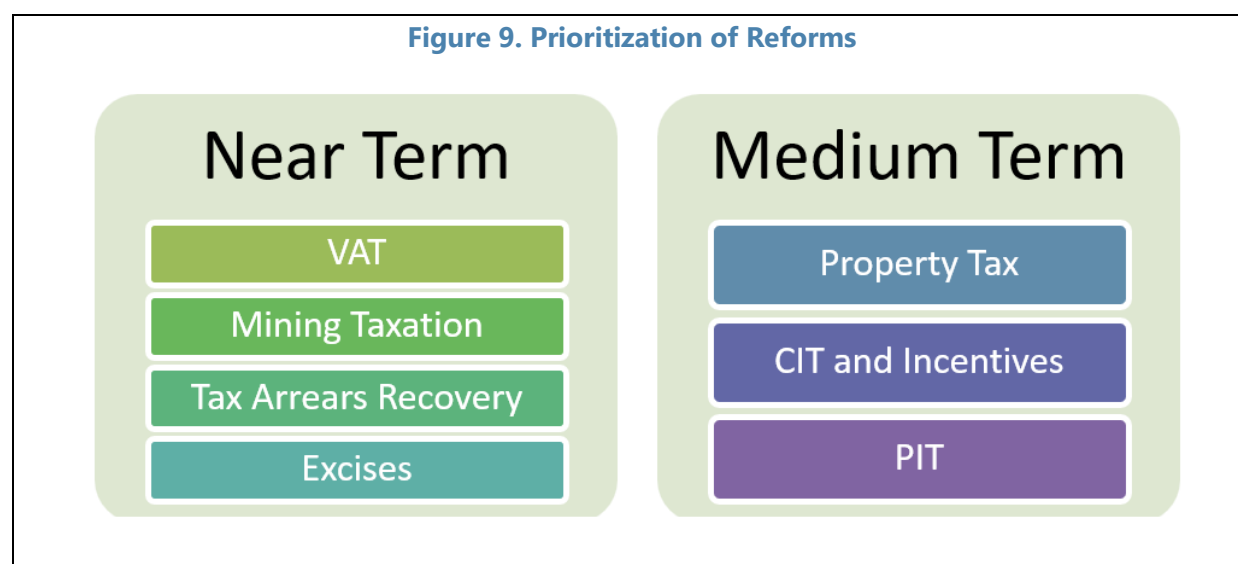 Figure 9. Prioritization of Reforms
Near Term
VAT
Mining Taxation
Tax Arrears Recovery
Excises
Medium Term
Property Tax
CIT and Incentives
PIT